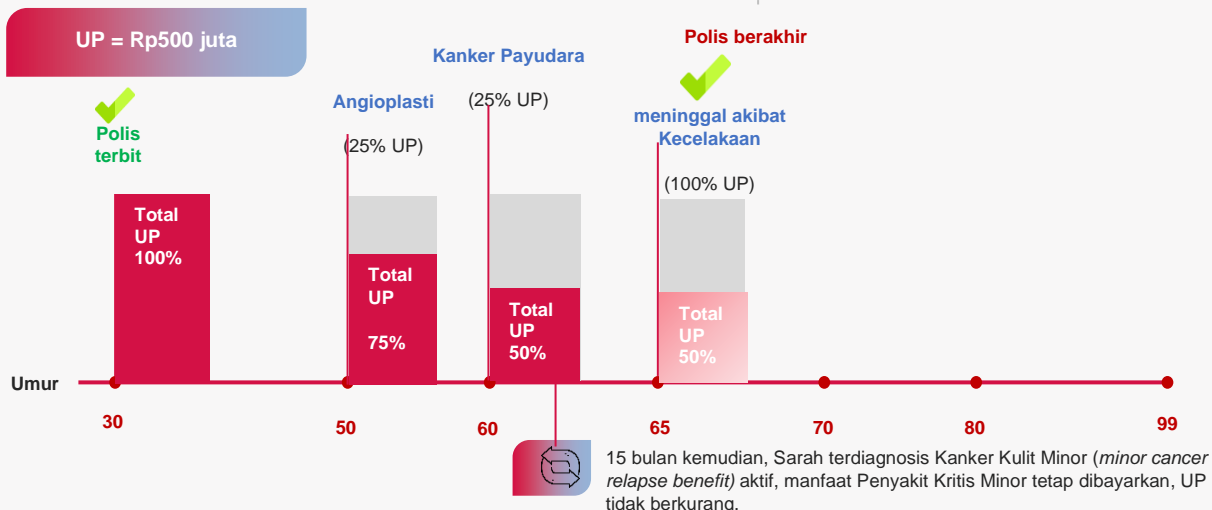 UP = Rp500 juta
Polis
terbit
Angioplasti
(25% UP)
Kanker Payudara
(25% UP)
Polis berakhir
meninggal akibat
Kecelakaan
(100% UP)
Total
UP
100%
Total
UP
75%
Total
UP
50%
Total
UP
50%
Umur
30
50
60
65
70
80
99
15 bulan kemudian, Sarah terdiagnosis Kanker Kulit Minor (minor cancer
relapse benefit) aktif, manfaat Penyakit Kritis Minor tetap dibayarkan, UP
tidak berkurang.